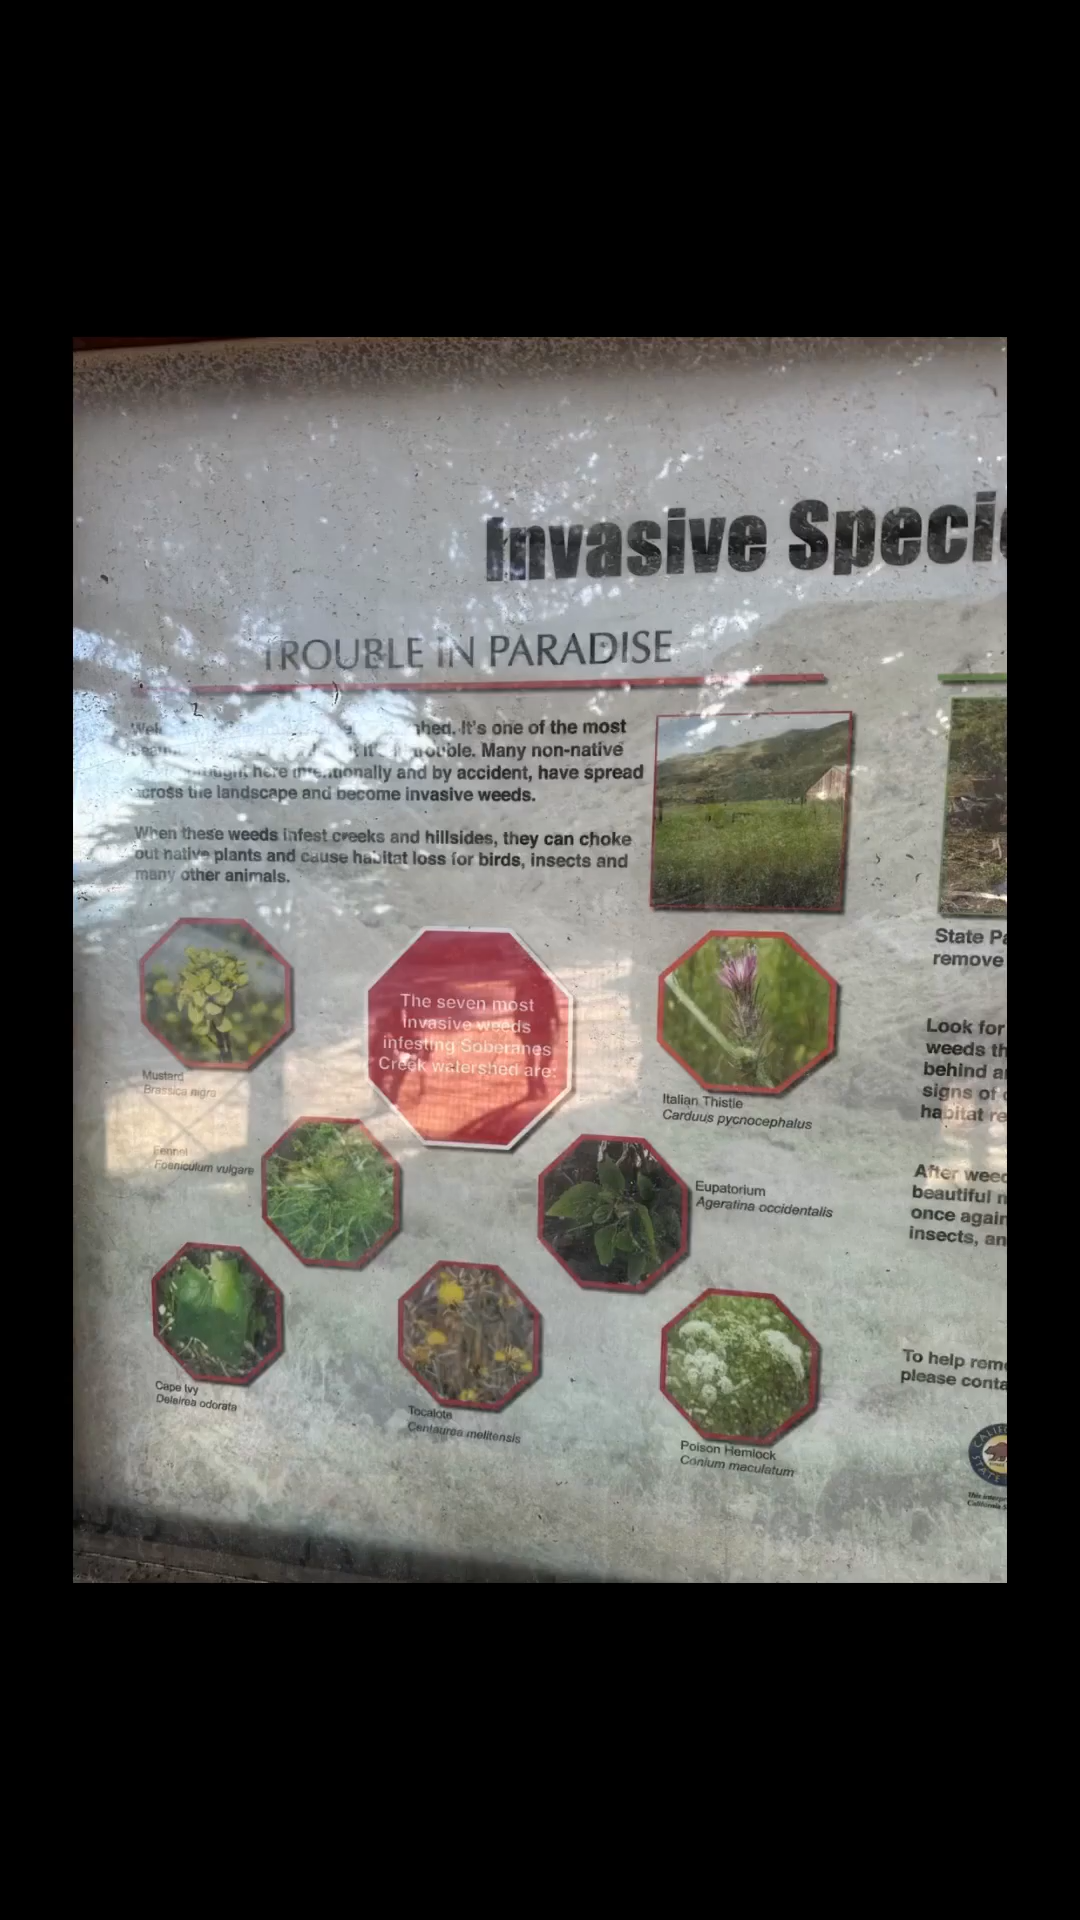 Invasive Speci
TROUBLE IN PARADISE
It's one of the most
Many non-native
here intentionally and by accident, have spread
across the landscape and become invasive weeds.
When these weeds infest creeks and hillsides, they can choke
out native plants and cause habitat loss for birds, insects and
many other animals.
The seven most
Invasive weeds
infesting Soberanes
Creek watershed are:
Mustard
Brassica nigra
Italian Thistle
Carduus pycnocephalus
Fennel
Foeniculum vulgare
Eupatorium
Ageratina occidentalis
Cape Ivy
Delairea odorata
Tocalote
Centaurea melitensis
Poison Hemlock
Conium maculatum
State Pa
remove
Look for
weeds th
behind a
signs of
habitat re
After weed
beautiful n
once again
insects, an
To help rem
please conta